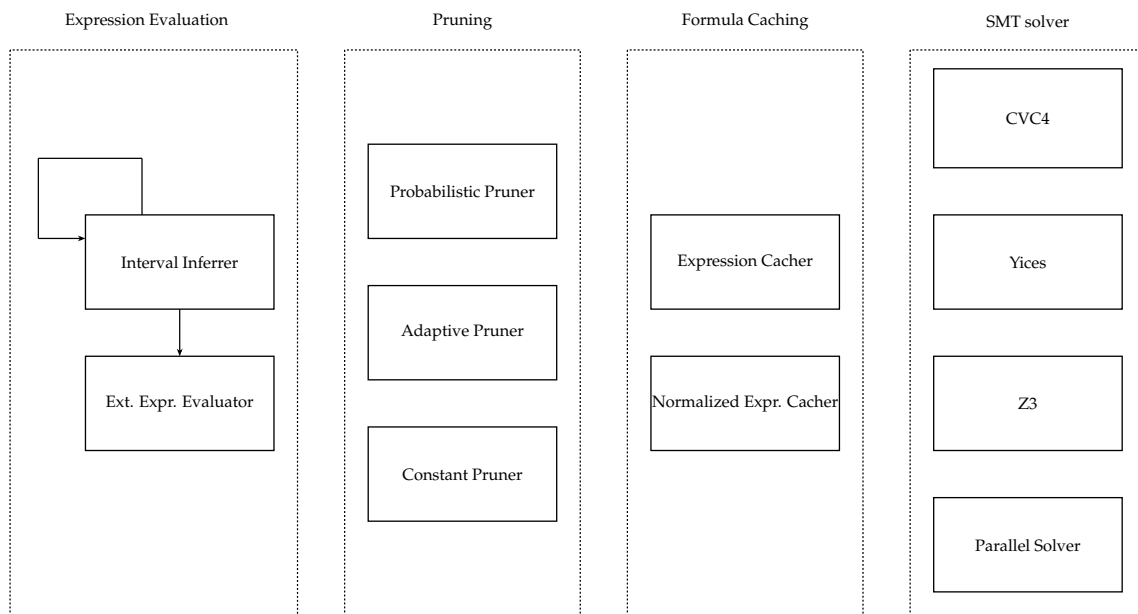 Expression Evaluation
Interval Inferrer
Ext. Expr. Evaluator
Pruning
Probabilistic Pruner
Adaptive Pruner
Constant Pruner
Formula Caching
Expression Cacher
Normalized Expr. Cacher
SMT solver
CVC4
Yices
Z3
Parallel Solver